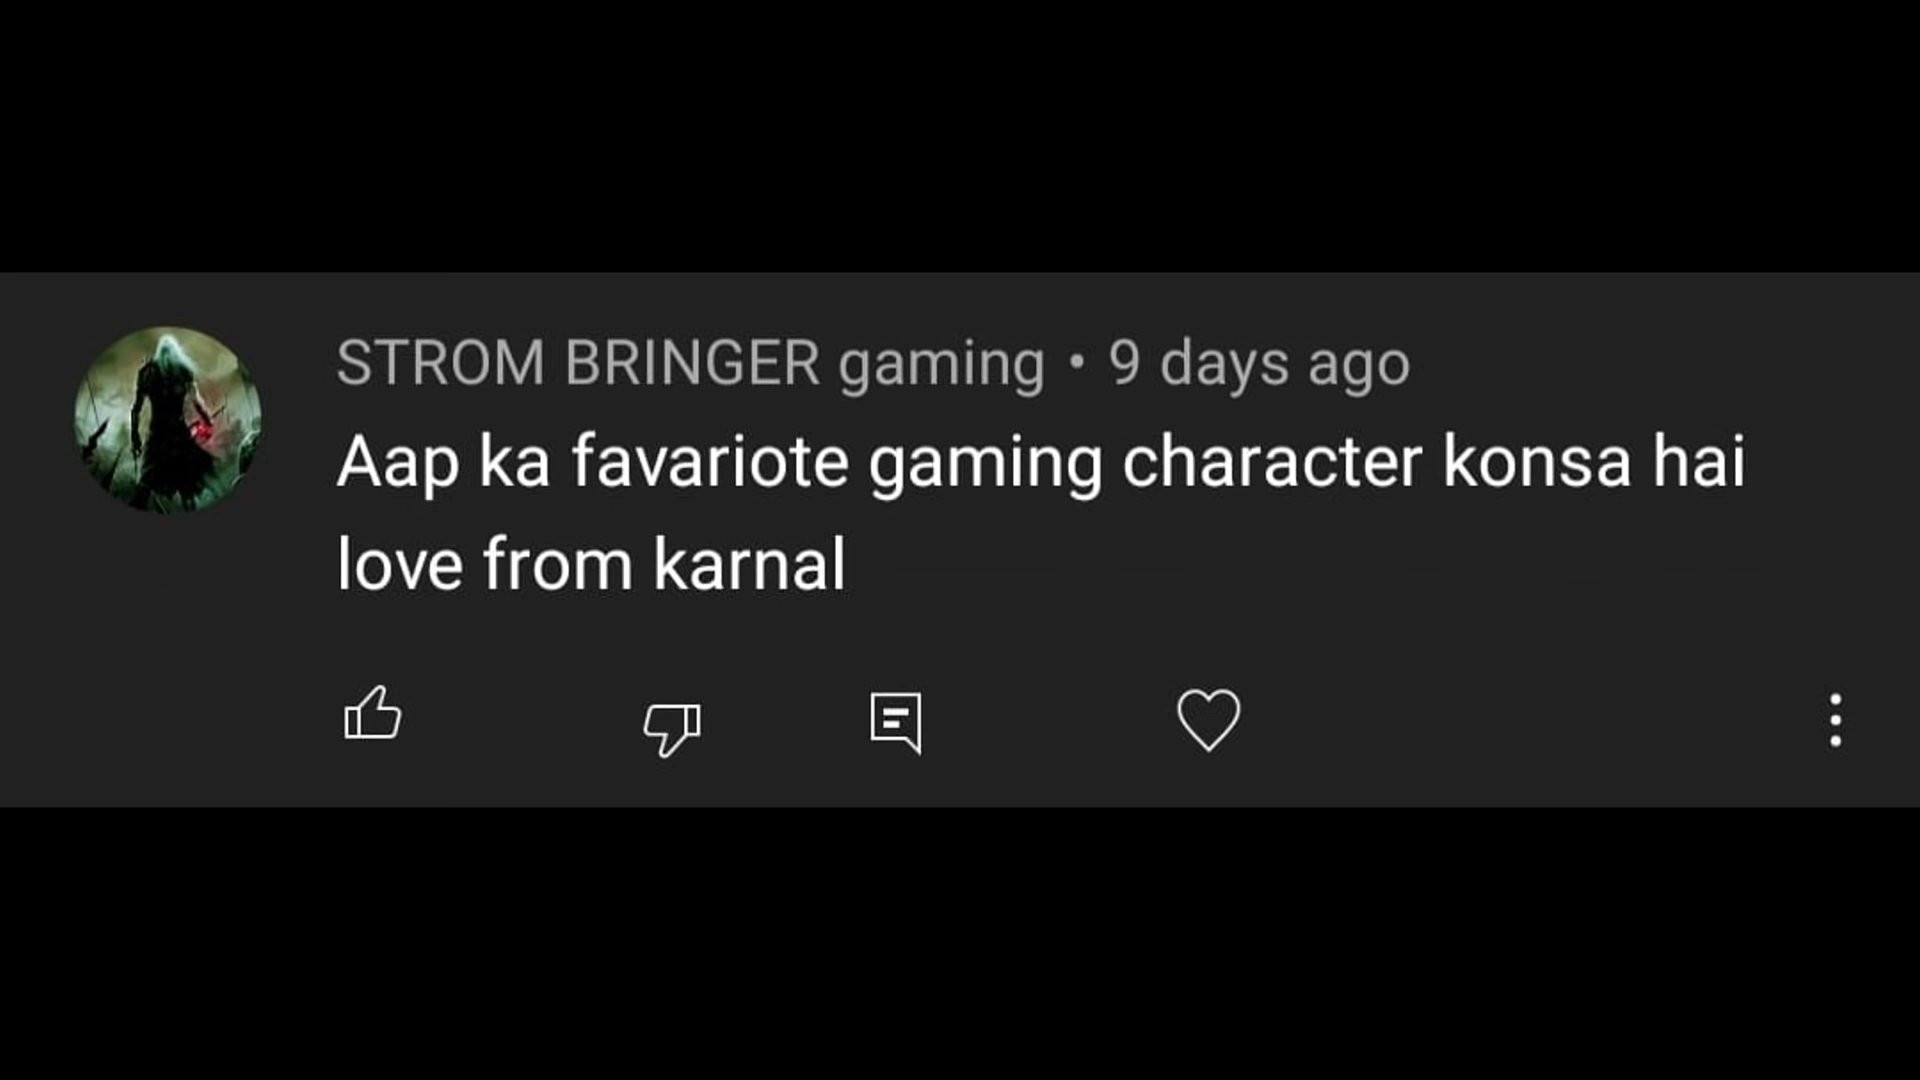 STROM BRINGER gaming • 9 days ago
Aap ka favariote gaming character konsa hai
love from karnal